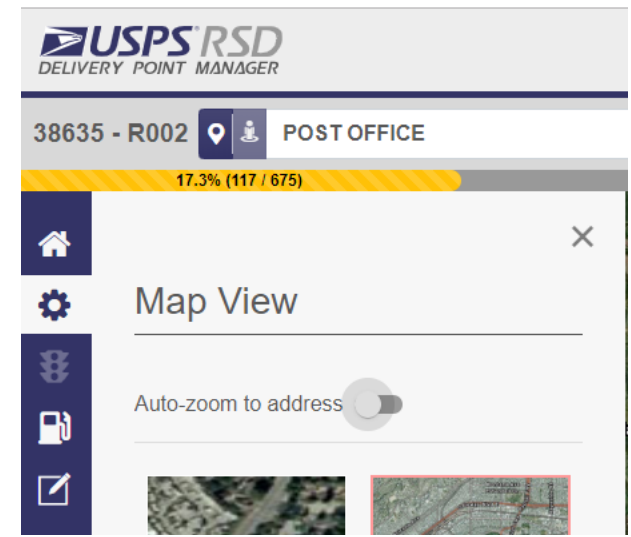 USPS RSD
DELIVERY POINT MANAGER
38635 - R002 POST OFFICE
17.3% (117 / 675)
Map View
Auto-zoom to address